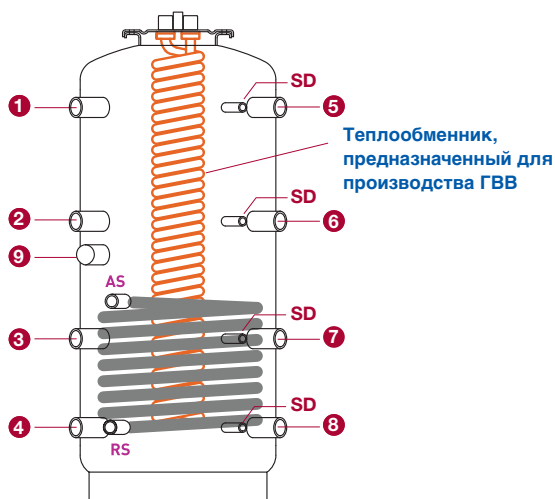 SD
1
5
Теплообменник,
предназначенный для
производства ГВВ
SD
2
6
9
AS
SD
3
7
SD
4
8
RS